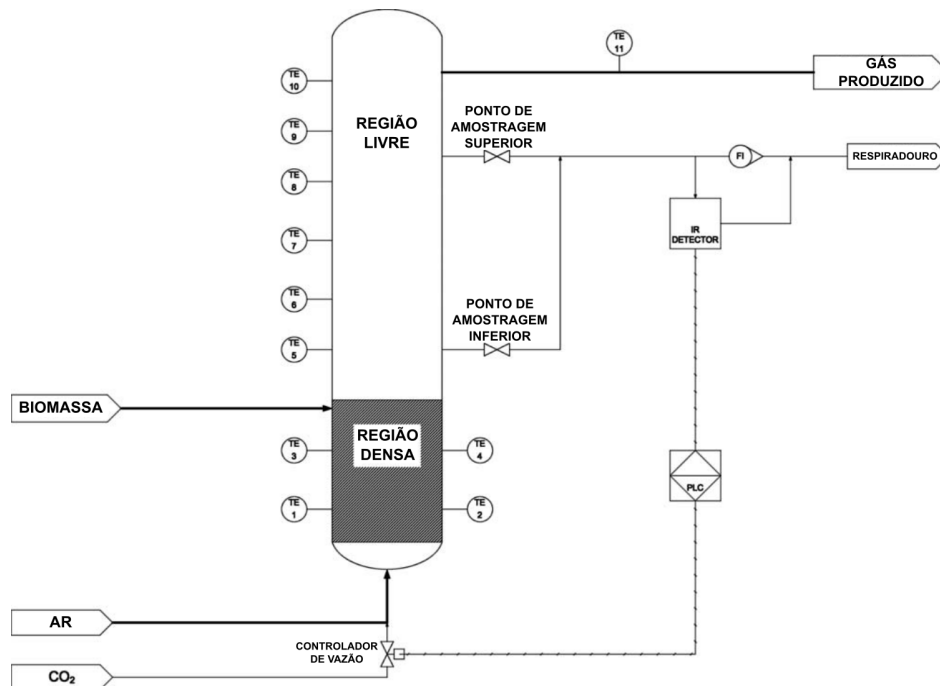 TE
11
GÁS
PRODUZIDO
TE
10
REGIÃO
LIVRE
PONTO DE
AMOSTRAGEM
SUPERIOR
TE
9
FI
RESPIRADOURO
TE
8
IR
DETECTOR
TE
7
TE
6
PONTO DE
AMOSTRAGEM
INFERIOR
TE
5
BIOMASSA
REGIÃO
DENSA
TE
3
TE
4
PLC
TE
1
TE
2
AR
CONTROLADOR
DE VAZÃO
CO₂